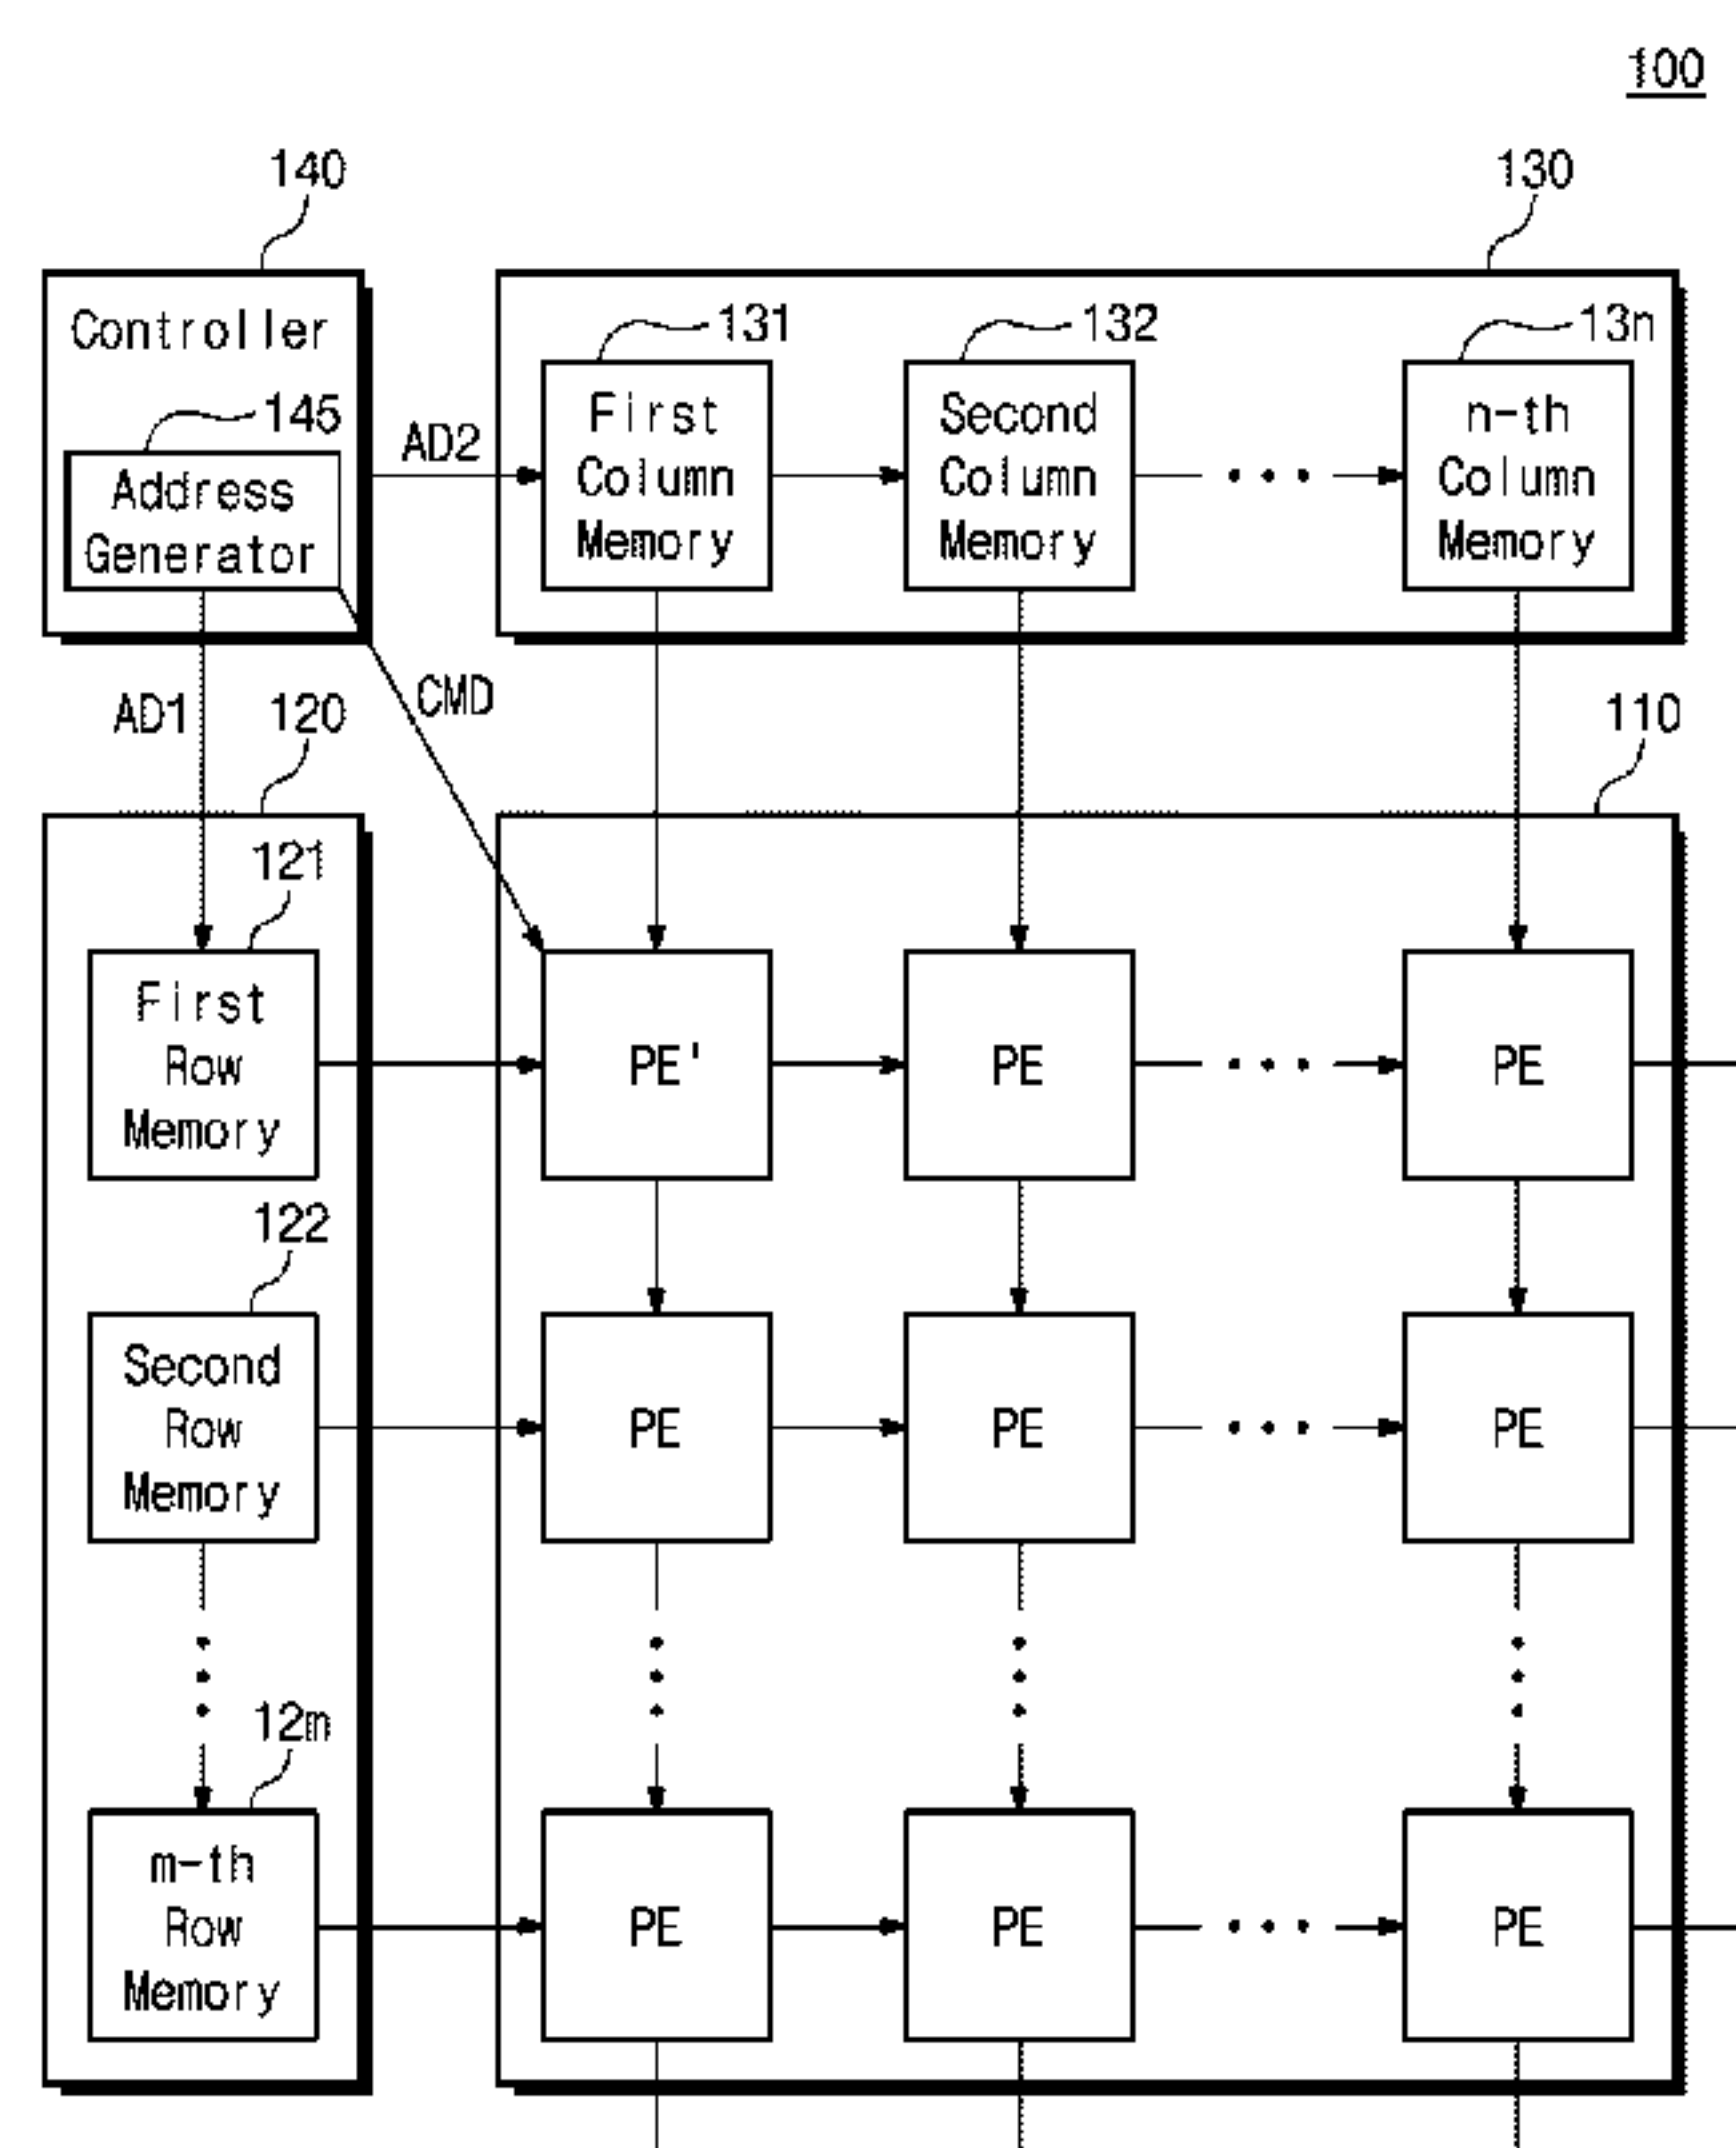 100
140
130
Controller
131
132
13n
145
Address
Generator
AD2
First
Column
Memory
Second
Column
Memory
n-th
Column
Memory
AD1
120
CMD
110
121
First
Row
Memory
PE'
PE
PE
122
Second
Row
Memory
PE
PE
PE
12m
m-th
Row
Memory
PE
PE
PE